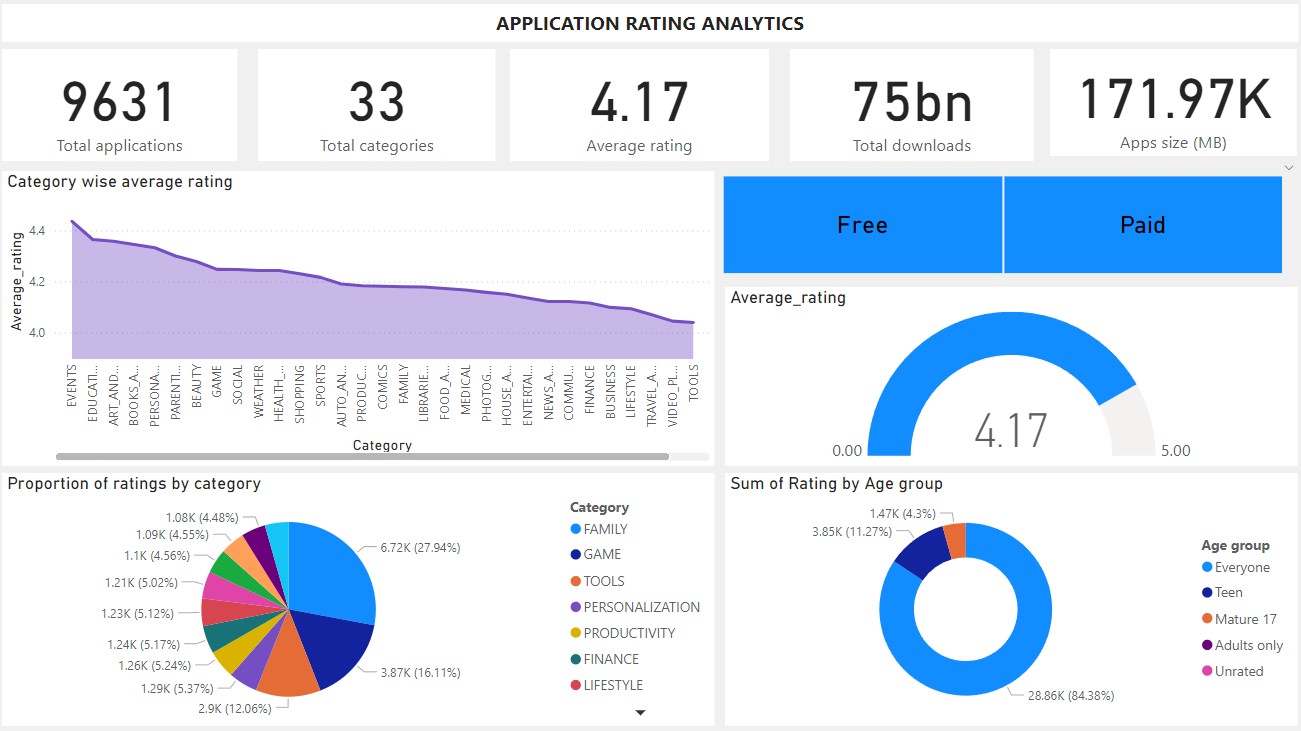 APPLICATION RATING ANALYTICS
9631
Total applications
33
Total categories
4.17
Average rating
75bn
Total downloads
171.97K
Apps size (MB)
Category wise average rating
Average_rating
4.4
4.2
4.0
EVENTS
EDUCATI...
ART_AND...
BOOKS_A...
PERSONA...
PARENTI...
BEAUTY
GAME
SOCIAL
WEATHER
HEALTH_...
SHOPPING
SPORTS
AUTO_AN...
PRODUC...
COMICS
FAMILY
LIBRARIE...
FOOD_A...
MEDICAL
PHOTOG...
HOUSE_A...
ENTERTAI...
NEWS_A...
COMMU...
FINANCE
BUSINESS
LIFESTYLE
TRAVEL_A...
VIDEO_PL...
TOOLS
Category
Free
Paid
Average_rating
4.17
0.00
5.00
Proportion of ratings by category
1.08K (4.48%)
1.09K (4.55%)
1.1K (4.56%)
1.21K (5.02%)
1.23K (5.12%)
1.24K (5.17%)
1.26K (5.24%)
1.29K (5.37%)
2.9K (12.06%)
3.87K (16.11%)
6.72K (27.94%)
Category
FAMILY
GAME
TOOLS
PERSONALIZATION
PRODUCTIVITY
FINANCE
LIFESTYLE
Sum of Rating by Age group
1.47K (4.3%)
3.85K (11.27%)
28.86K (84.38%)
Age group
Everyone
Teen
Mature 17
Adults only
Unrated